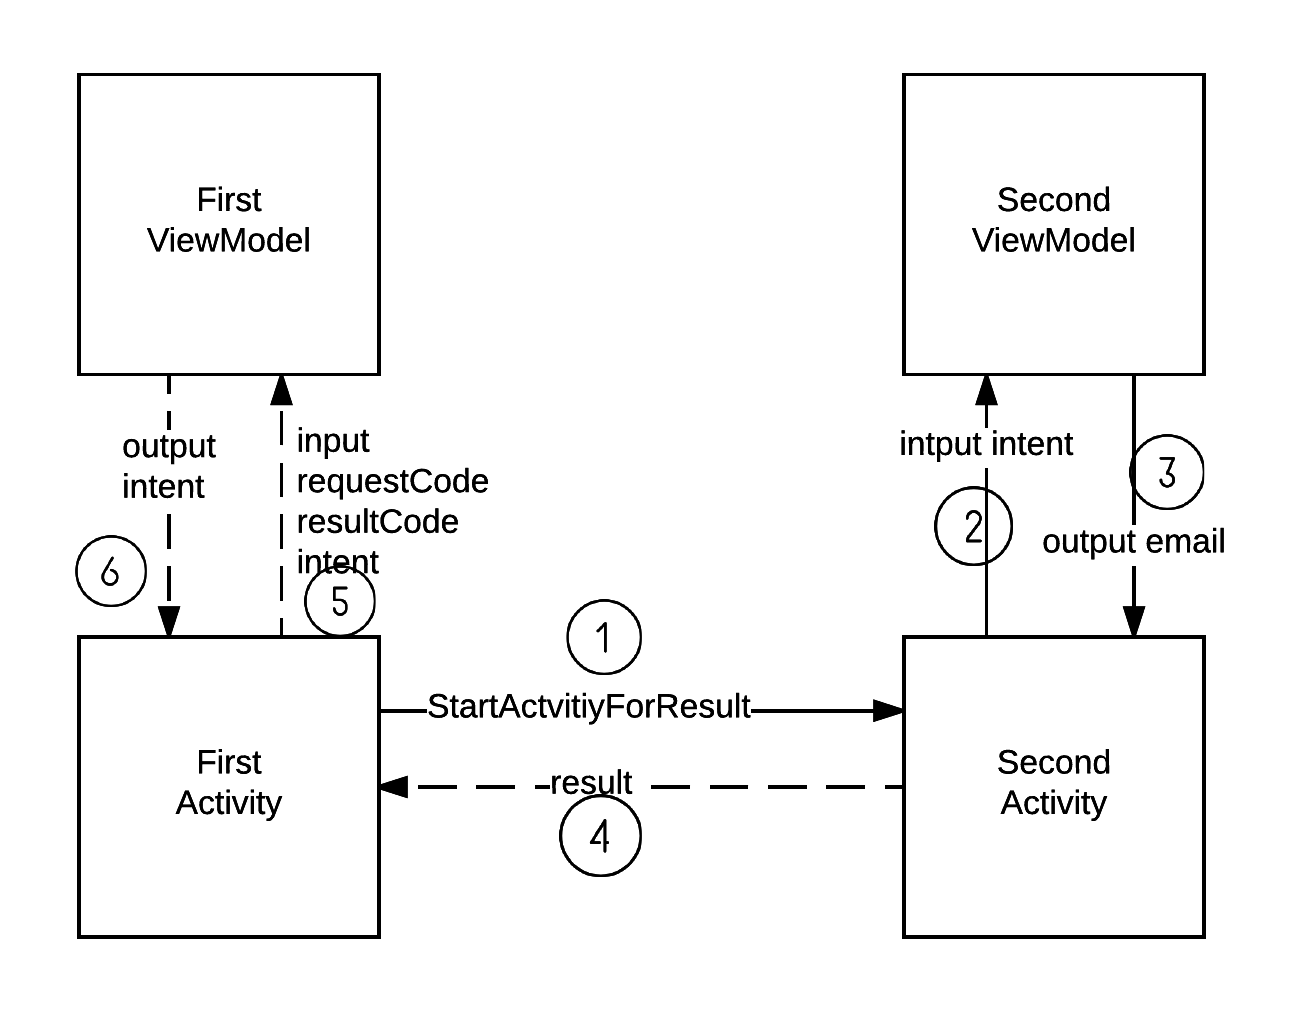 First
ViewModel
Second
ViewModel
output
intent
input
requestCode
resultCode
intent
intput intent
3
2
output email
6
5
1
StartActvitiyForResult
First
Activity
result
4
Second
Activity